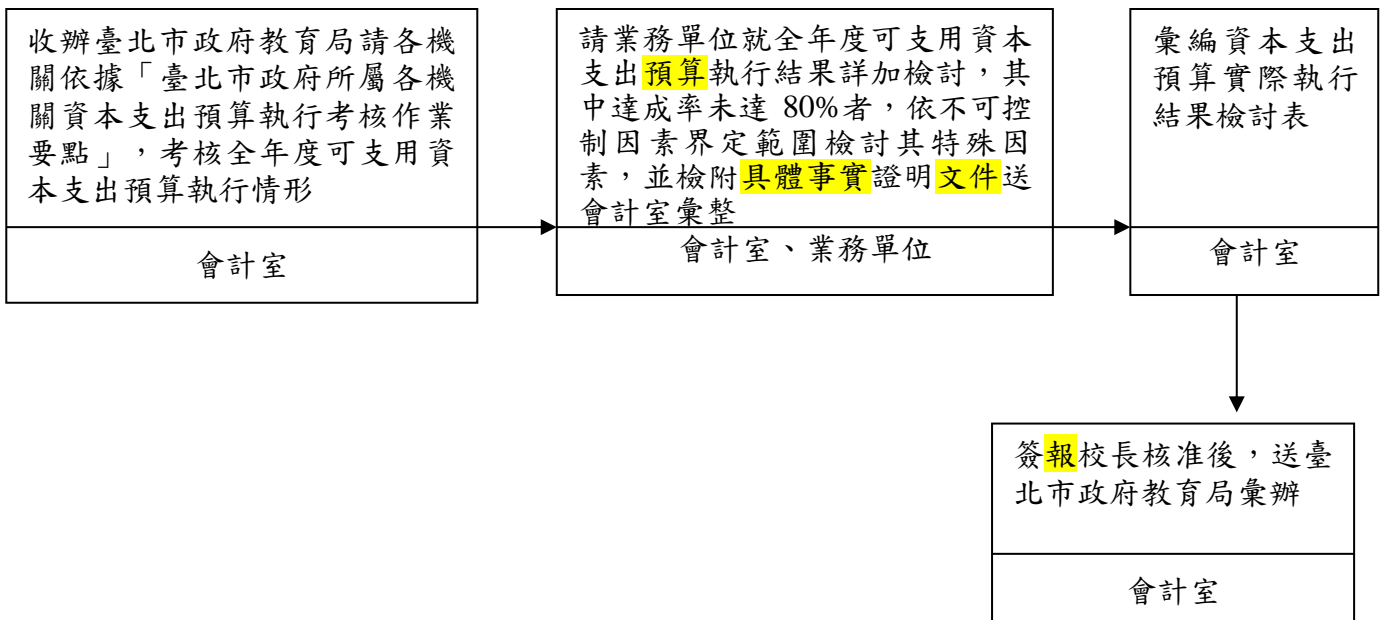 收辦臺北市政府教育局請各機
關依據「臺北市政府所屬各機
關資本支出預算執行考核作業
要點」，考核全年度可支用資
本支出預算執行情形
會計室
請業務單位就全年度可支用資本
支出預算執行結果詳加檢討，其
中達成率未達 80%者，依不可控
制因素界定範圍檢討其特殊因
素，並檢附具體事實證明文件送
會計室彙整
會計室、業務單位
彙編資本支出
預算實際執行
結果檢討表
會計室
簽報校長核准後，送臺
北市政府教育局彙辦
會計室